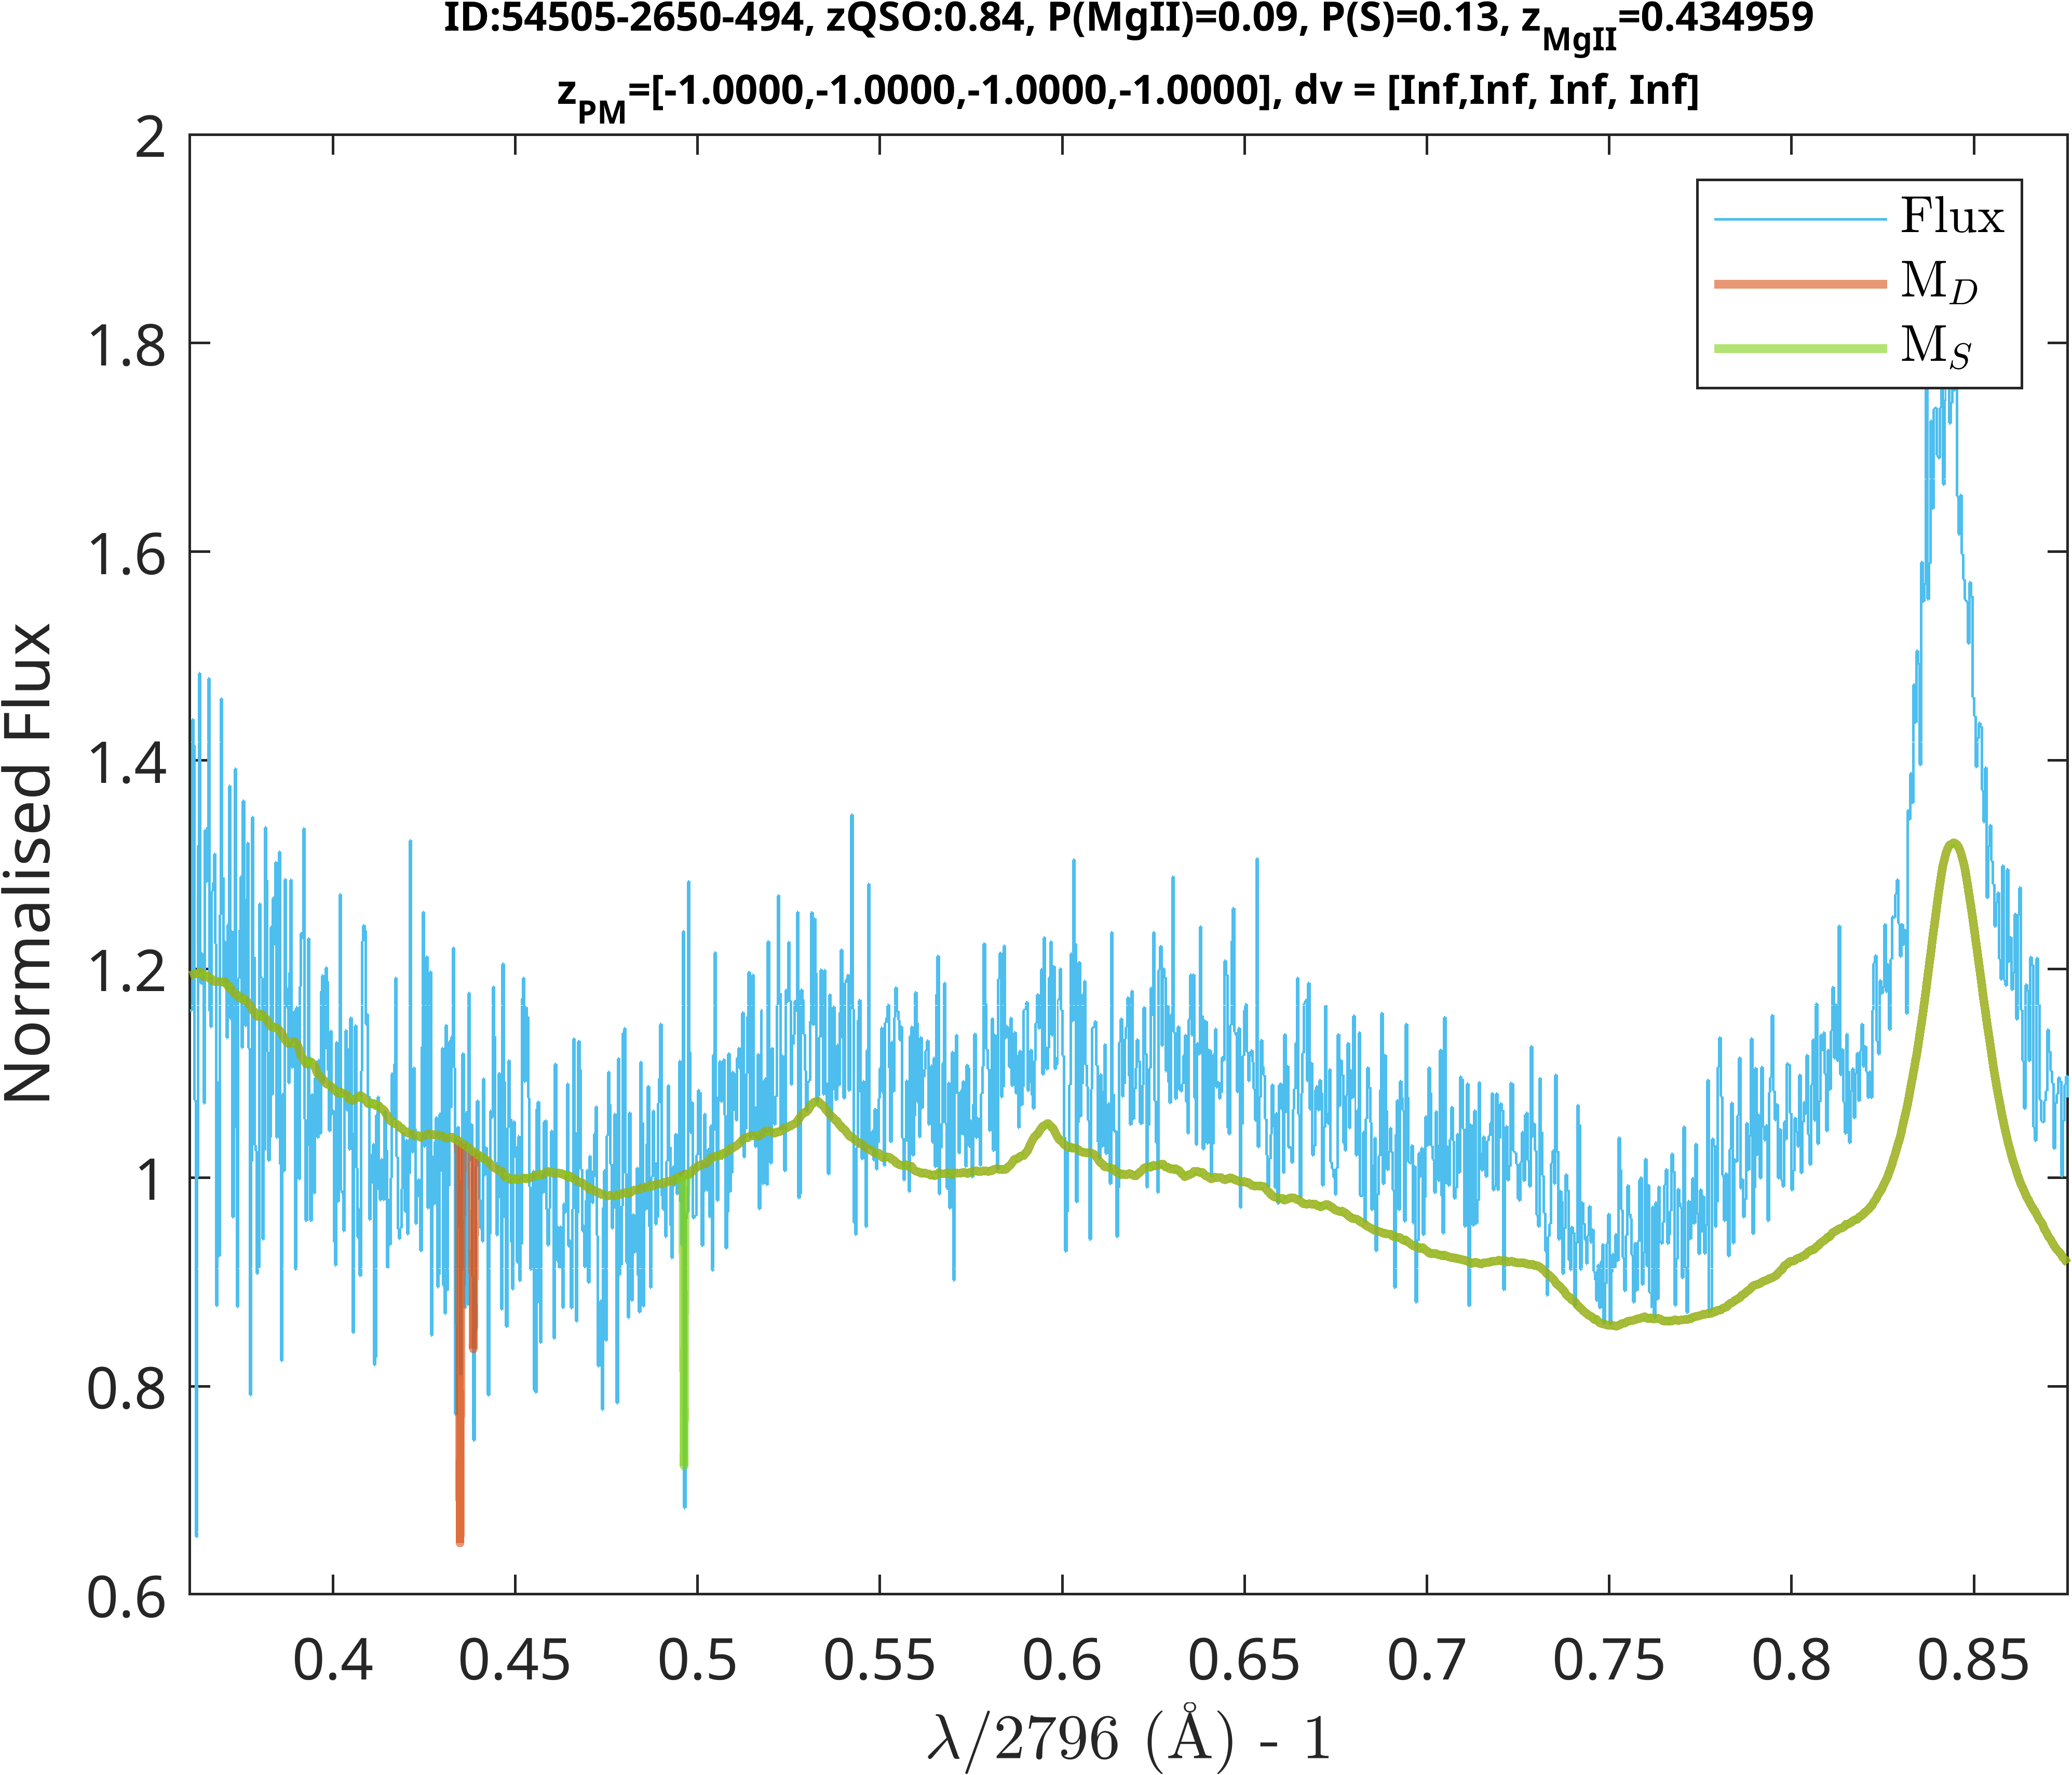 ID:54505-2650-494, zQSO:0.84, P(MgII)=0.09, P(S)=0.13, zMgII=0.434959
zPM=[-1.0000,-1.0000,-1.0000,-1.0000], dv = [Inf,Inf, Inf, Inf]
2
1.8
1.6
1.4
1.2
1
0.8
0.6
Normalised Flux
Flux
MD
MS
0.4 0.45 0.5 0.55 0.6 0.65 0.7 0.75 0.8 0.85
λ/2796 (Å) - 1